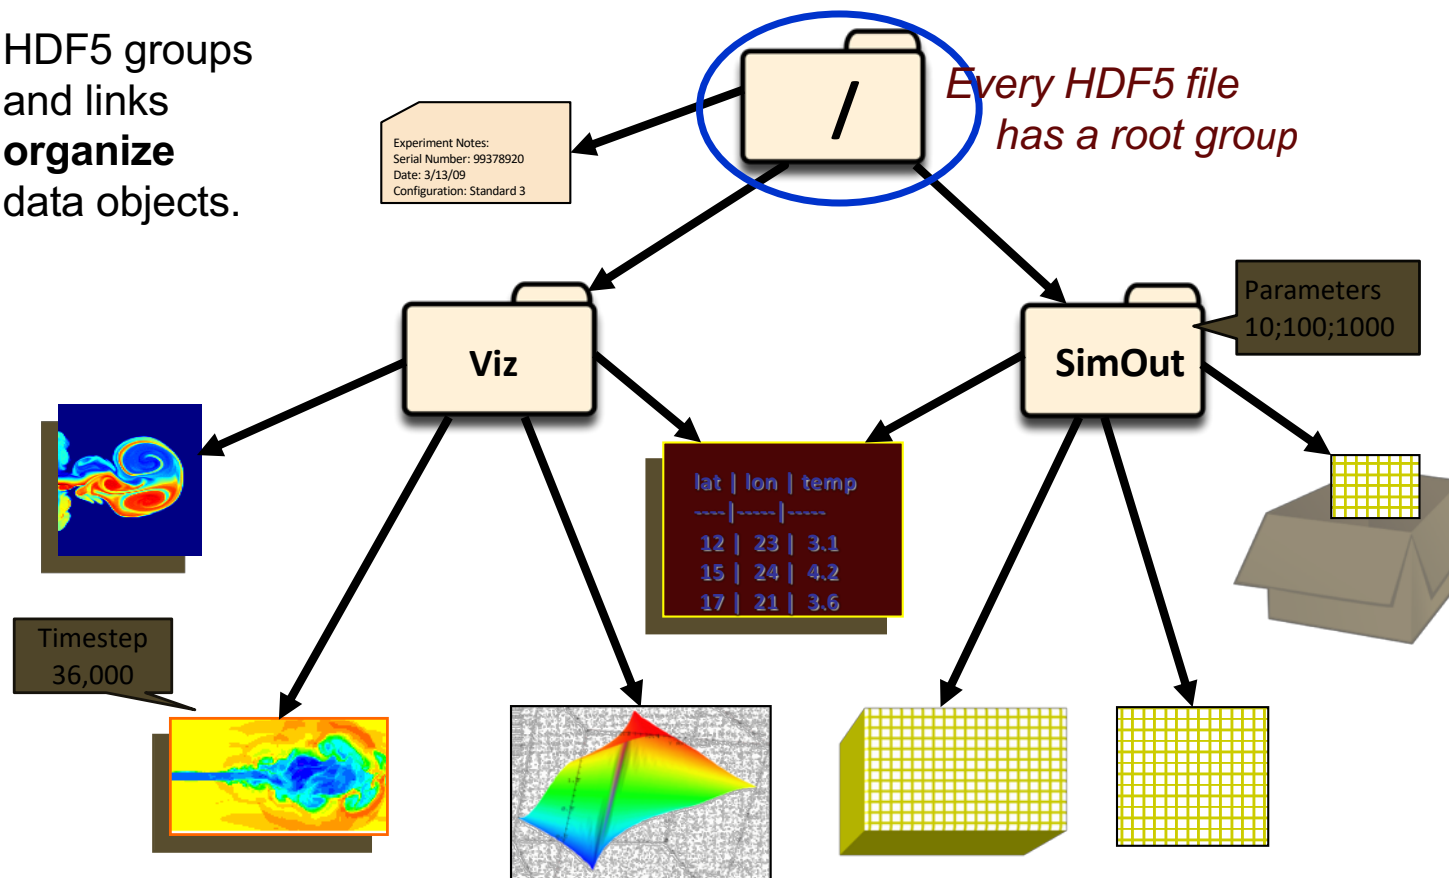 HDF5 groups
and links
organize
data objects.
/
Every HDF5 file
has a root group
Experiment Notes:
Serial Number: 99378920
Date: 3/13/09
Configuration: Standard 3
Viz
SimOut
Parameters
10;100;1000
lat | lon | temp
----|-----|-----
12 | 23 | 3.1
15 | 24 | 4.2
17 | 21 | 3.6
Timestep
36,000